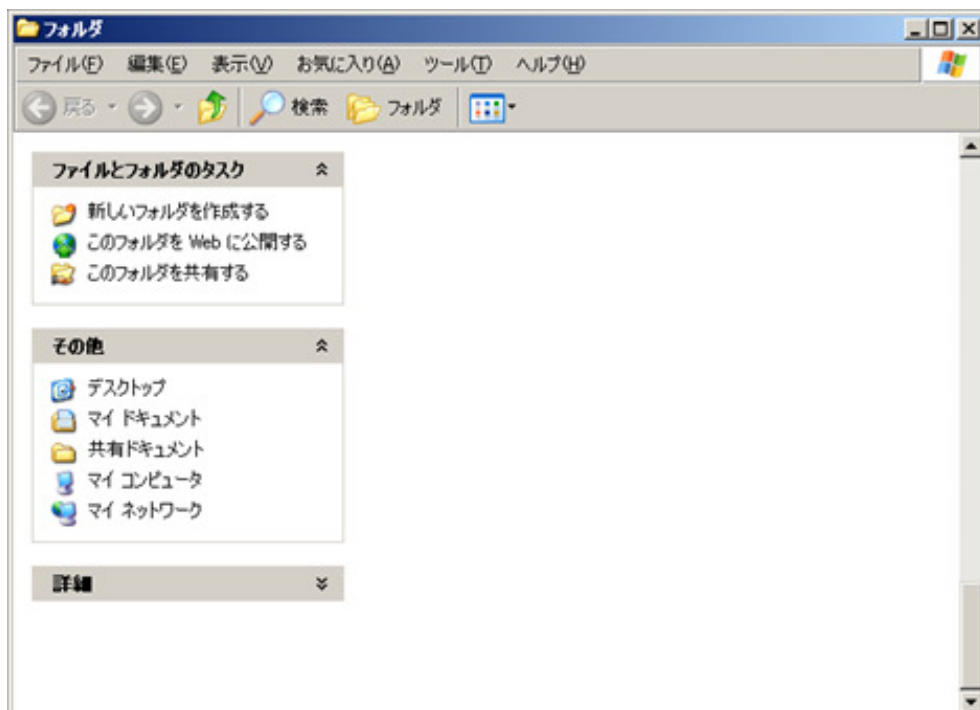 フォルダ
ファイル(F) 編集(E) 表示(V) お気に入り(A) ツール(T) ヘルプ(H)
戻る 検索 フォルダ
ファイルとフォルダのタスク
新しいフォルダを作成する
このフォルダを Web に公開する
このフォルダを共有する
その他
デスクトップ
マイ ドキュメント
共有ドキュメント
マイ コンピュータ
マイ ネットワーク
詳細